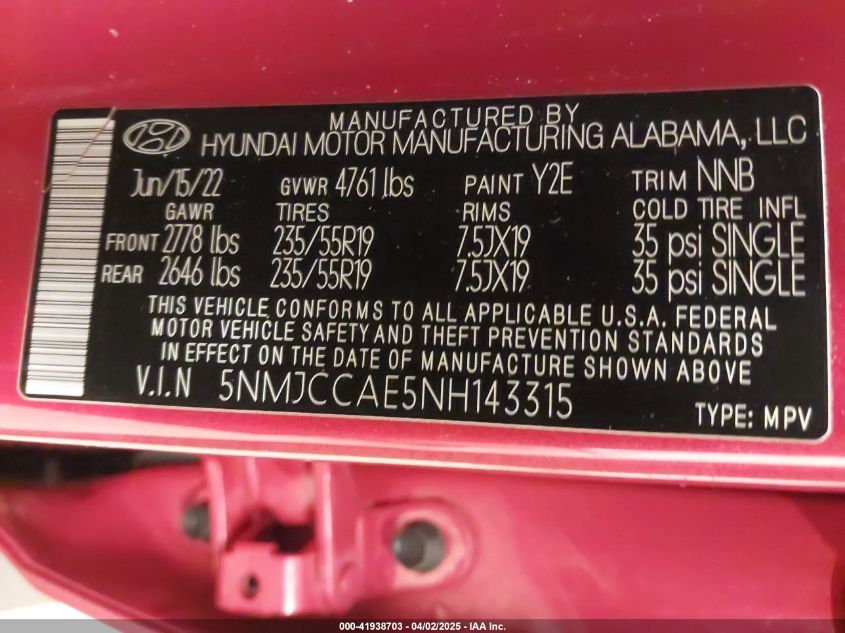 MANUFACTURED BY
HYUNDAI MOTOR MANUFACTURING ALABAMA, LLC
Jun/15/22 GVWR 4761 lbs PAINT Y2E TRIM NNB
GAWR TIRES RIMS COLD TIRE INFL
FRONT 2778 lbs 235/55R19 7.5JX19 35 psi SINGLE
REAR 2646 lbs 235/55R19 7.5JX19 35 psi SINGLE
THIS VEHICLE CONFORMS TO ALL APPLICABLE U.S.A. FEDERAL
MOTOR VEHICLE SAFETY AND THEFT PREVENTION STANDARDS
IN EFFECT ON THE DATE OF MANUFACTURE SHOWN ABOVE
V.I.N 5NMJCCAE5NH143315
TYPE: MPV
000-41938703 - 04/02/2025 - IAA Inc.